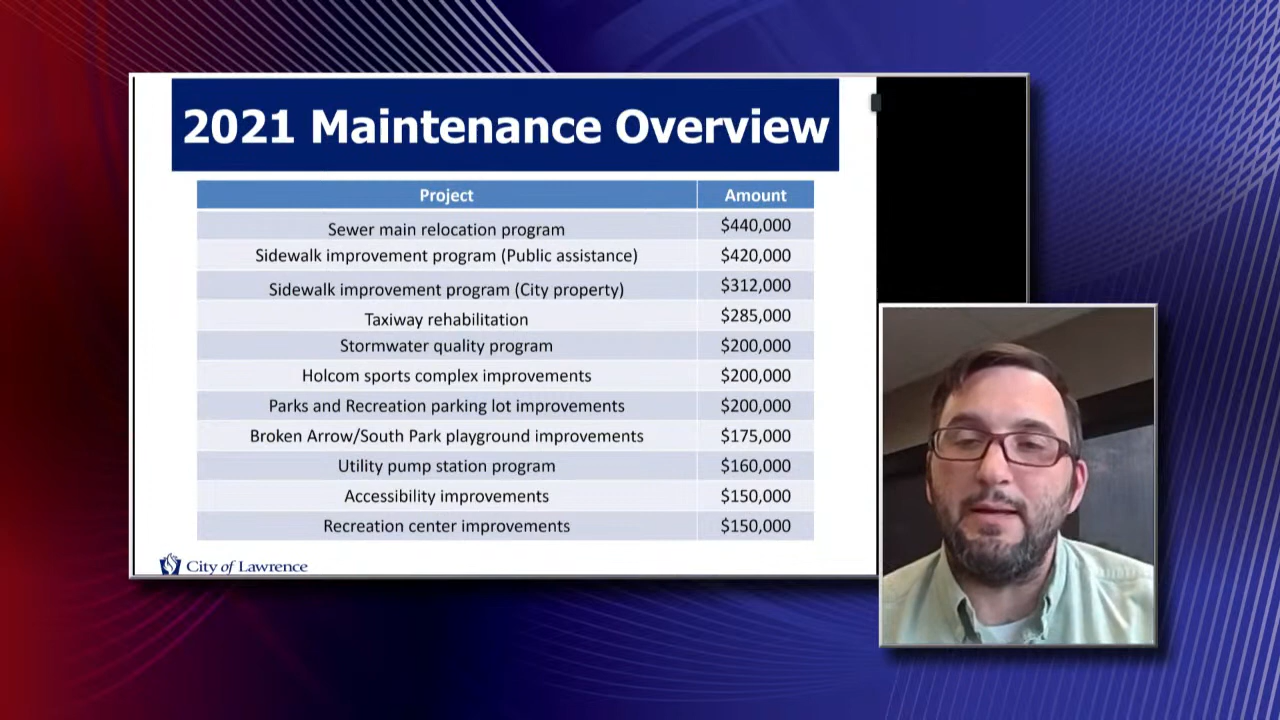 2021 Maintenance Overview
Project Amount
Sewer main relocation program $440,000
Sidewalk improvement program (Public assistance) $420,000
Sidewalk improvement program (City property) $312,000
Taxiway rehabilitation $285,000
Stormwater quality program $200,000
Holcom sports complex improvements $200,000
Parks and Recreation parking lot improvements $200,000
Broken Arrow/South Park playground improvements $175,000
Utility pump station program $160,000
Accessibility improvements $150,000
Recreation center improvements $150,000
City of Lawrence